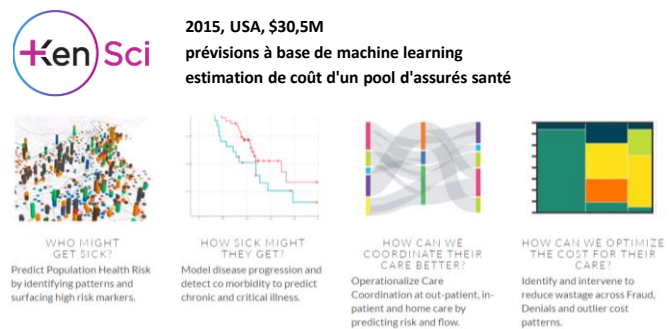 KenSci
2015, USA, $30,5M
prévisions à base de machine learning
estimation de coût d'un pool d'assurés santé
WHO MIGHT
GET SICK?
Predict Population Health Risk
by identifying patterns and
surfacing high risk markers.
HOW SICK MIGHT
THEY GET?
Model disease progression and
detect co morbidity to predict
chronic and critical illness.
HOW CAN WE
COORDINATE THEIR
CARE BETTER?
Operationalize Care
Coordination at out-patient, in-
patient and home care by
predicting risk and flow.
HOW CAN WE OPTIMIZE
THE COST FOR THEIR
CARE?
Identify and intervene to
reduce wastage across Fraud,
Denials and outlier cost
patterns.